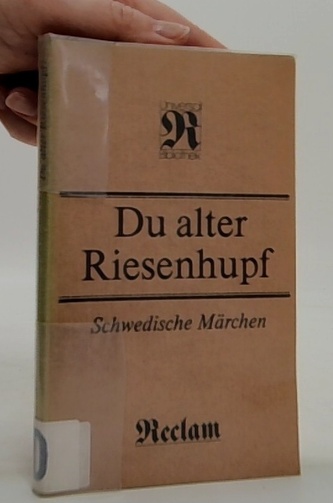 Universal
R
Bibliothek
Du alter
Riesenhupf
Schwedische Märchen
Reclam